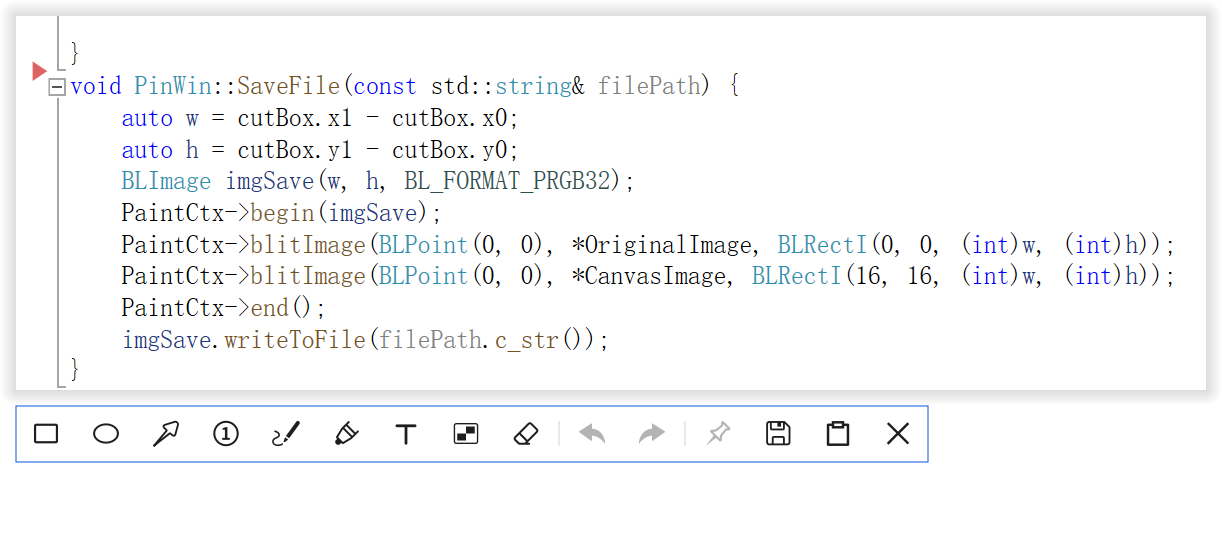 }
void PinWin::SaveFile(const std::string& filePath) {
    auto w = cutBox.x1 - cutBox.x0;
    auto h = cutBox.y1 - cutBox.y0;
    BLImage imgSave(w, h, BL_FORMAT_PRGB32);
    PaintCtx->begin(imgSave);
    PaintCtx->blitImage(BLPoint(0, 0), *OriginalImage, BLRectI(0, 0, (int)w, (int)h));
    PaintCtx->blitImage(BLPoint(0, 0), *CanvasImage, BLRectI(16, 16, (int)w, (int)h));
    PaintCtx->end();
    imgSave.writeToFile(filePath.c_str());
}
1 T